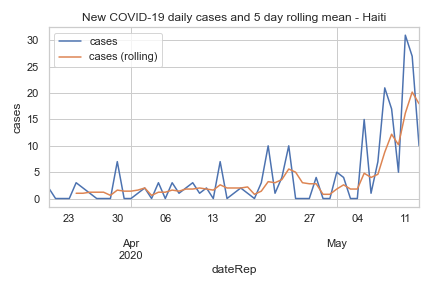 New COVID-19 daily cases and 5 day rolling mean - Haiti
cases
cases (rolling)
cases
30
25
20
15
10
5
0
23 30 06 13 20 27 04 11
Apr May
2020
dateRep